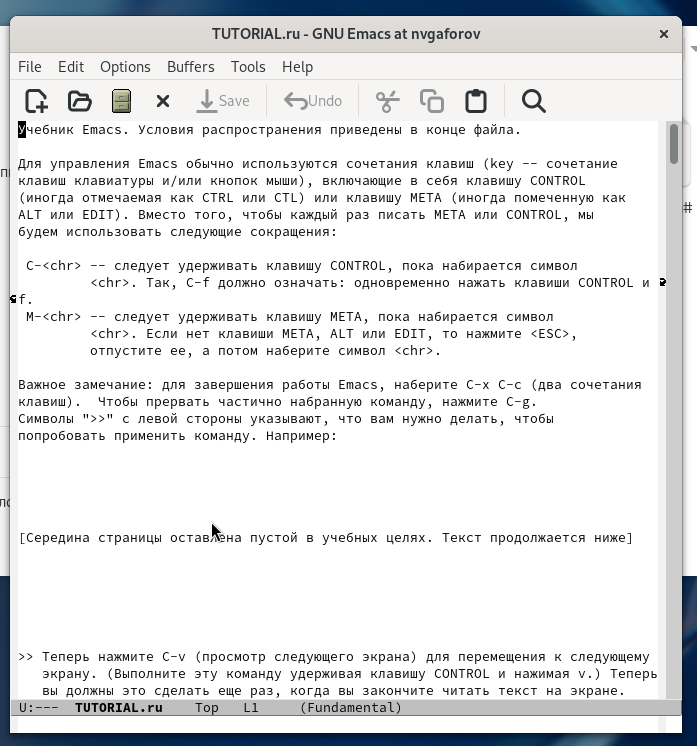 TUTORIAL.ru - GNU Emacs at nvgaforov
File Edit Options Buffers Tools Help
Save Undo
Учебник Emacs. Условия распространения приведены в конце файла.
Для управления Emacs обычно используются сочетания клавиш (key -- сочетание
клавиш клавиатуры и/или кнопок мыши), включающие в себя клавишу CONTROL
(иногда отмечаемая как CTRL или CTL) или клавишу META (иногда помеченную как
ALT или EDIT). Вместо того, чтобы каждый раз писать META или CONTROL, мы
будем использовать следующие сокращения:
C-<chr> -- следует удерживать клавишу CONTROL, пока набирается символ
<chr>. Так, C-f должно означать: одновременно нажать клавиши CONTROL и
f.
M-<chr> -- следует удерживать клавишу META, пока набирается символ
<chr>. Если нет клавиши META, ALT или EDIT, то нажмите <ESC>,
отпустите ее, а потом наберите символ <chr>.
Важное замечание: для завершения работы Emacs, наберите C-x C-c (два сочетания
клавиш). Чтобы прервать частично набранную команду, нажмите C-g.
Символы ">>" с левой стороны указывают, что вам нужно делать, чтобы
попробовать применить команду. Например:
[Середина страницы оставлена пустой в учебных целях. Текст продолжается ниже]
>> Теперь нажмите C-v (просмотр следующего экрана) для перемещения к следующему
экрану. (Выполните эту команду удерживая клавишу CONTROL и нажимая v.) Теперь
вы должны это сделать еще раз, когда вы закончите читать текст на экране.
U:--- TUTORIAL.ru Top L1 (Fundamental)